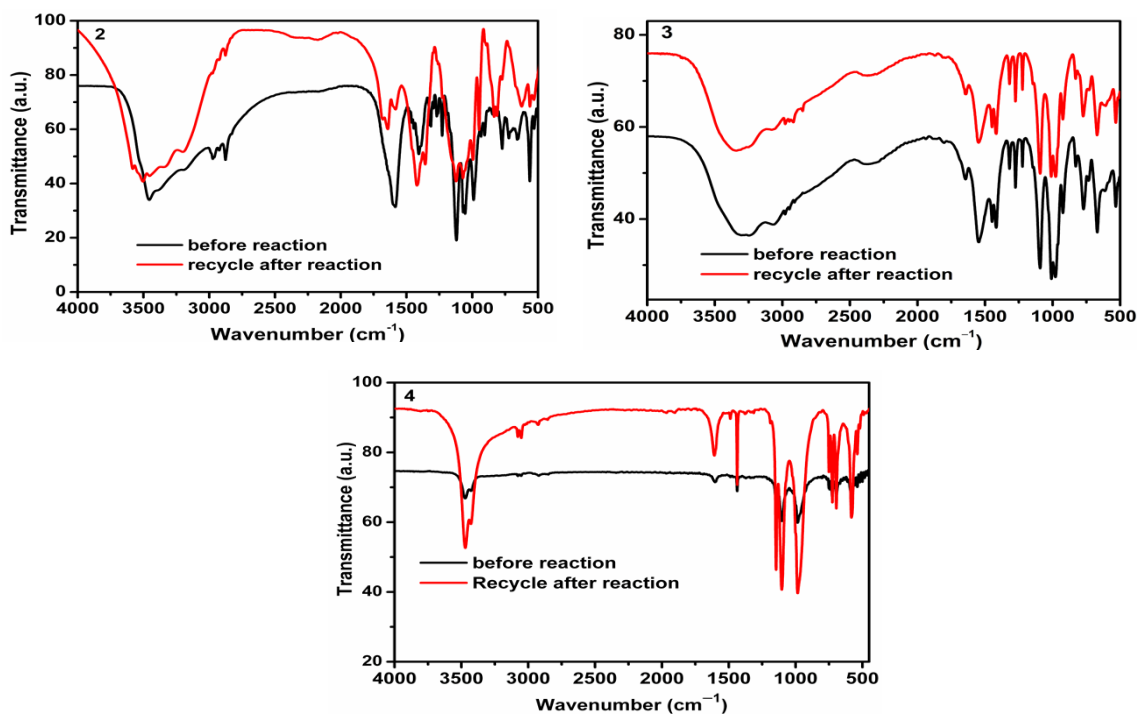 2
100
80
60
40
20
0
Transmittance (a.u.)
before reaction
recycle after reaction
4000 3500 3000 2500 2000 1500 1000 500
Wavenumber (cm⁻¹)
3
80
60
40
Transmittance (a.u.)
before reaction
recycle after reaction
4000 3500 3000 2500 2000 1500 1000 500
Wavenumber (cm⁻¹)
4
100
80
60
40
20
Transmittance (a.u.)
before reaction
Recycle after reaction
4000 3500 3000 2500 2000 1500 1000 500
Wavenumber (cm⁻¹)